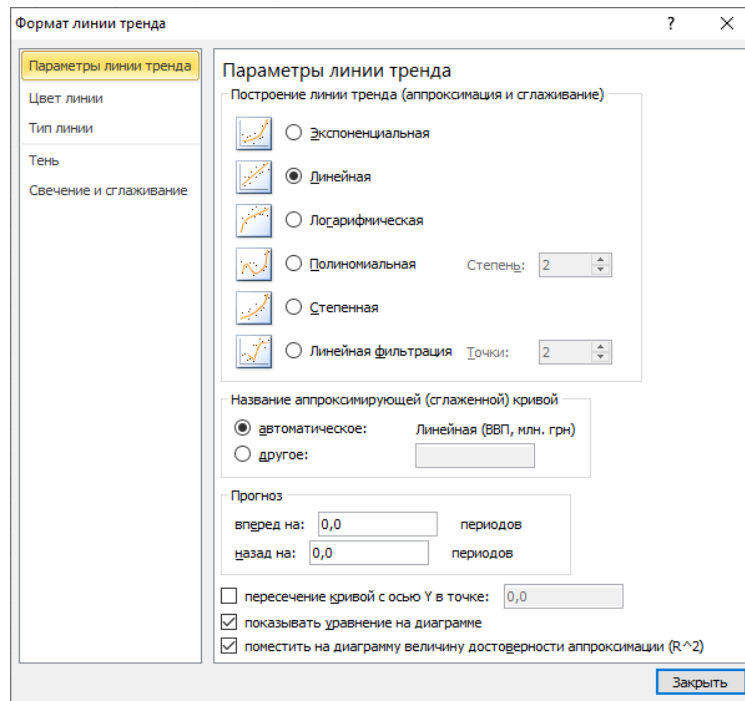 Формат линии тренда
?
Параметры линии тренда
Цвет линии
Тип линии
Тень
Свечение и сглаживание
Параметры линии тренда
Построение линии тренда (аппроксимация и сглаживание)
Экспоненциальная
Линейная
Логарифмическая
Полиномиальная Степень: 2
Степенная
Линейная фильтрация Точки: 2
Название аппроксимирующей (сглаженной) кривой
автоматическое: Линейная (ВВП, млн. грн)
другое:
Прогноз
вперед на: 0,0 периодов
назад на: 0,0 периодов
пересечение кривой с осью Y в точке: 0,0
показывать уравнение на диаграмме
поместить на диаграмму величину достоверности аппроксимации (R^2)
Закрыть